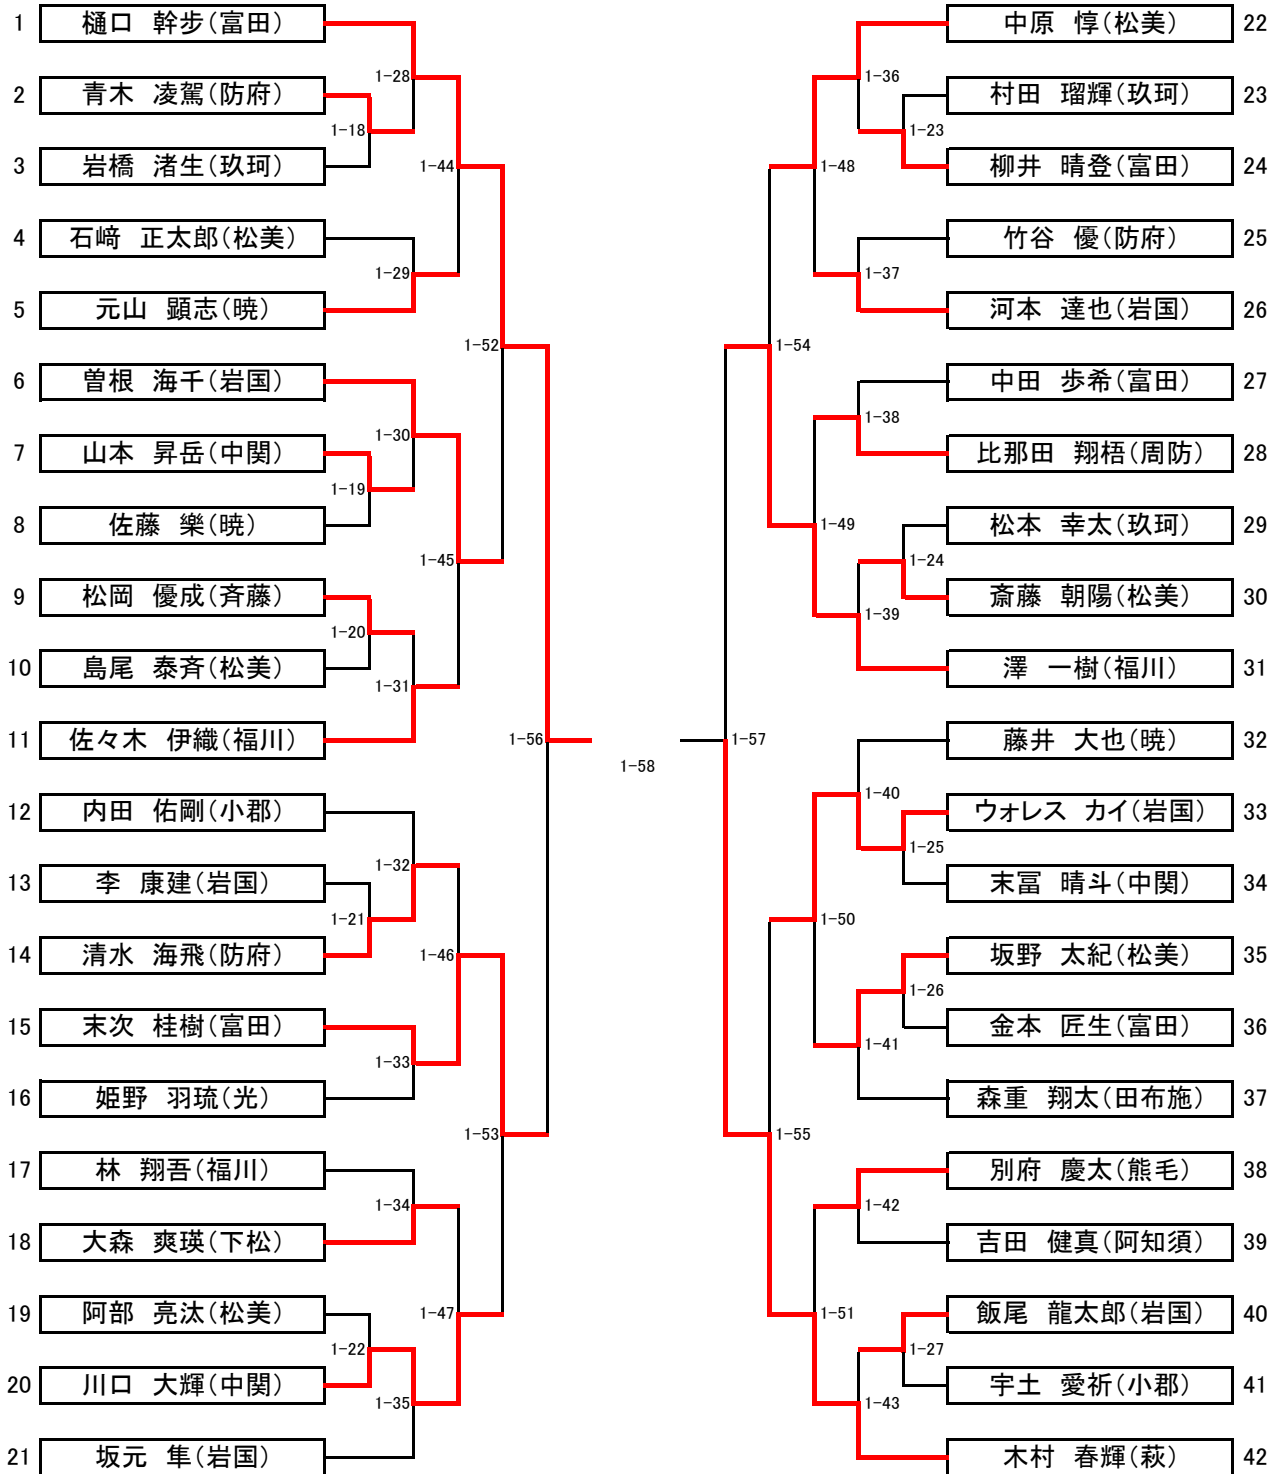 1 樋口 幹歩(富田)
2 青木 凌駕(防府)
3 岩橋 渚生(玖珂)
4 石﨑 正太郎(松美)
5 元山 顕志(暁)
6 曽根 海千(岩国)
7 山本 昇岳(中関)
8 佐藤 樂(暁)
9 松岡 優成(斉藤)
10 島尾 泰斉(松美)
11 佐々木 伊織(福川)
12 内田 佑剛(小郡)
13 李 康建(岩国)
14 清水 海飛(防府)
15 末次 桂樹(富田)
16 姫野 羽琉(光)
17 林 翔吾(福川)
18 大森 爽瑛(下松)
19 阿部 亮汰(松美)
20 川口 大輝(中関)
21 坂元 隼(岩国)
1-18
1-19
1-20
1-21
1-22
1-28
1-29
1-30
1-31
1-32
1-33
1-34
1-35
1-44
1-45
1-46
1-47
1-52
1-53
1-56
1-58
1-57
1-54
1-55
1-48
1-49
1-50
1-51
1-36
1-37
1-38
1-39
1-40
1-41
1-42
1-43
1-23
1-24
1-25
1-26
1-27
中原 惇(松美) 22
村田 瑠輝(玖珂) 23
柳井 晴登(富田) 24
竹谷 優(防府) 25
河本 達也(岩国) 26
中田 歩希(富田) 27
比那田 翔梧(周防) 28
松本 幸太(玖珂) 29
斎藤 朝陽(松美) 30
澤 一樹(福川) 31
藤井 大也(暁) 32
ウォレス カイ(岩国) 33
末冨 晴斗(中関) 34
坂野 太紀(松美) 35
金本 匠生(富田) 36
森重 翔太(田布施) 37
別府 慶太(熊毛) 38
吉田 健真(阿知須) 39
飯尾 龍太郎(岩国) 40
宇土 愛祈(小郡) 41
木村 春輝(萩) 42